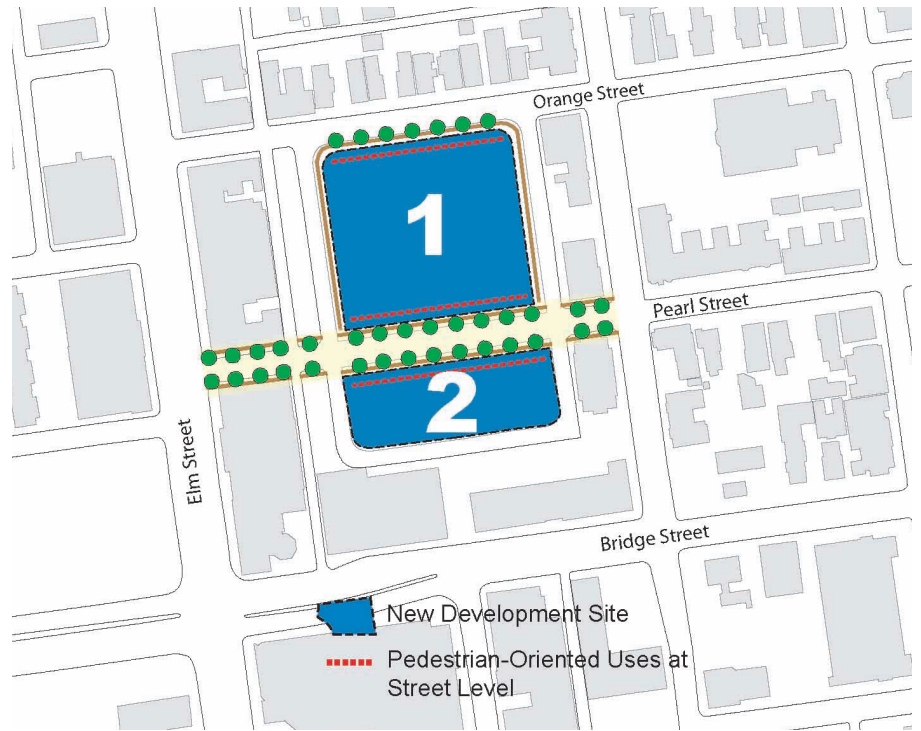 Orange Street
1
Pearl Street
2
Elm Street
Bridge Street
New Development Site
Pedestrian-Oriented Uses at
Street Level